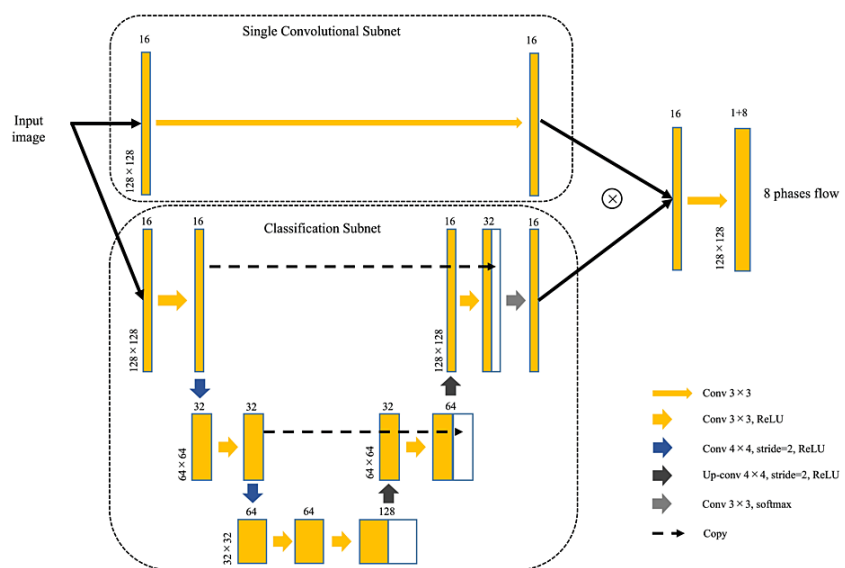 Single Convolutional Subnet
16
16
Input
image
128×128
16
1+8
8 phases flow
128×128
Classification Subnet
16
16
16
32
16
128×128
128×128
32
32
32
64
64×64
64×64
64
64
128
32×32
Conv 3×3
Conv 3×3, ReLU
Conv 4×4, stride=2, ReLU
Up-conv 4×4, stride=2, ReLU
Conv 3×3, softmax
Copy